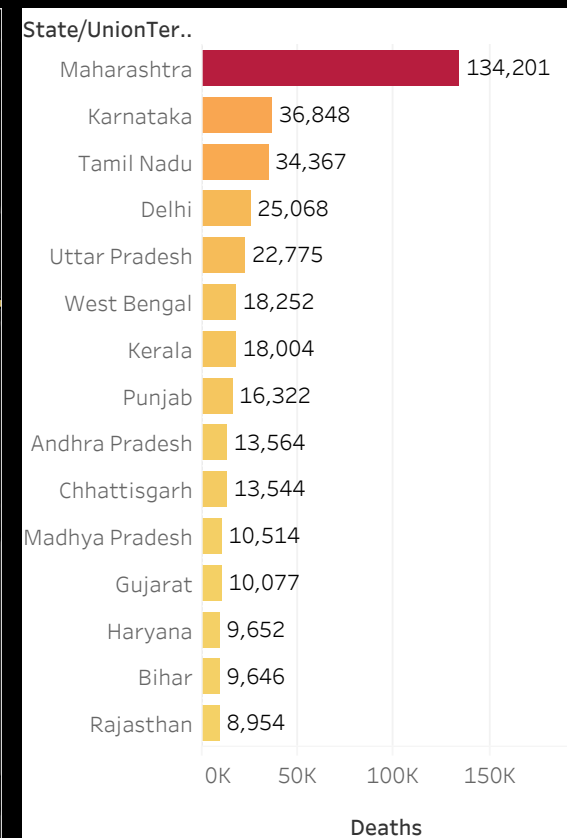 State/UnionTer..
Maharashtra 134,201
Karnataka 36,848
Tamil Nadu 34,367
Delhi 25,068
Uttar Pradesh 22,775
West Bengal 18,252
Kerala 18,004
Punjab 16,322
Andhra Pradesh 13,564
Chhattisgarh 13,544
Madhya Pradesh 10,514
Gujarat 10,077
Haryana 9,652
Bihar 9,646
Rajasthan 8,954
0K 50K 100K 150K
Deaths